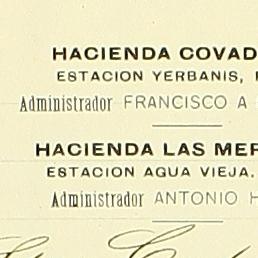 HACIENDA COVAD
ESTACION YERBANIS,
Administrador FRANCISCO A
HACIENDA LAS MER
ESTACION AGUA VIEJA,
Administrador ANTONIO H